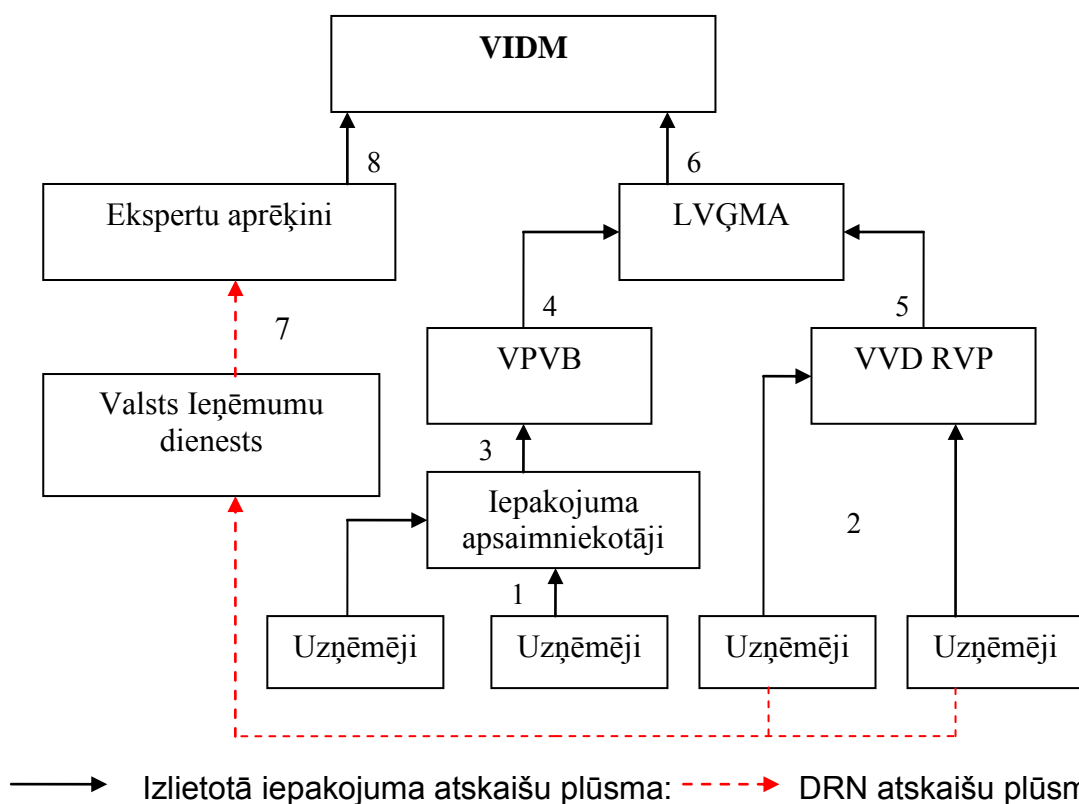 VIDM
8
6
Ekspertu aprēķini
LVĢMA
7
4
5
VPVB
VVD RVP
Valsts Ieņēmumu
dienests
3
Iepakojuma
apsaimniekotāji
2
1
Uzņēmēji
Uzņēmēji
Uzņēmēji
Uzņēmēji
Izlietotā iepakojuma atskaišu plūsma:
DRN atskaišu plūsm